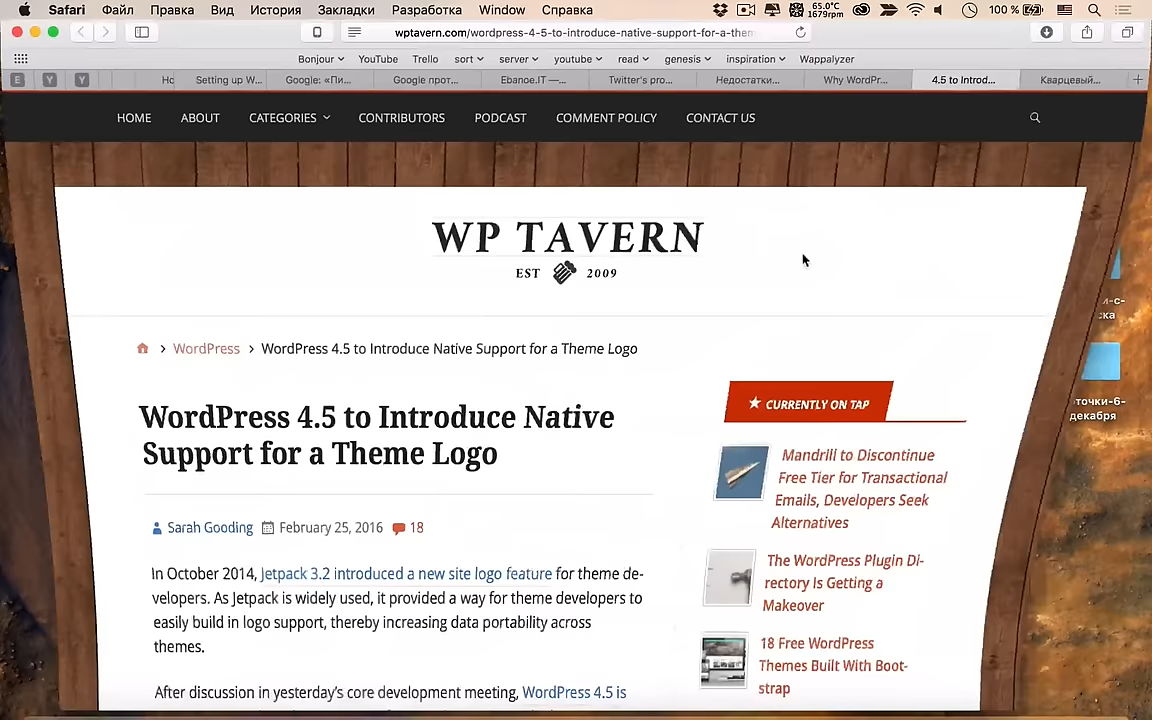 Safari Файл Правка Вид История Закладки Разработка Window Справка 65.0°C 1679rpm 100 %
wptavern.com/wordpress-4-5-to-introduce-native-support-for-a-them
Bonjour YouTube Trello sort server youtube read genesis inspiration Wappalyzer
E Y Y Hc Setting up W... Google: «Пи... Google прот... Ebanoe.IT —... Twitter's pro... Недостатки... Why WordPr... 4.5 to Introd... Кварцевый...
HOME ABOUT CATEGORIES CONTRIBUTORS PODCAST COMMENT POLICY CONTACT US
WP TAVERN
EST 2009
WordPress WordPress 4.5 to Introduce Native Support for a Theme Logo
WordPress 4.5 to Introduce Native
Support for a Theme Logo
Sarah Gooding February 25, 2016 18
In October 2014, Jetpack 3.2 introduced a new site logo feature for theme de-
velopers. As Jetpack is widely used, it provided a way for theme developers to
easily build in logo support, thereby increasing data portability across
themes.
After discussion in yesterday's core development meeting, WordPress 4.5 is
★ CURRENTLY ON TAP
Mandrill to Discontinue
Free Tier for Transactional
Emails, Developers Seek
Alternatives
The WordPress Plugin Di-
rectory Is Getting a
Makeover
18 Free WordPress
Themes Built With Boot-
strap
и-с-
ска
точки-6-
декабря